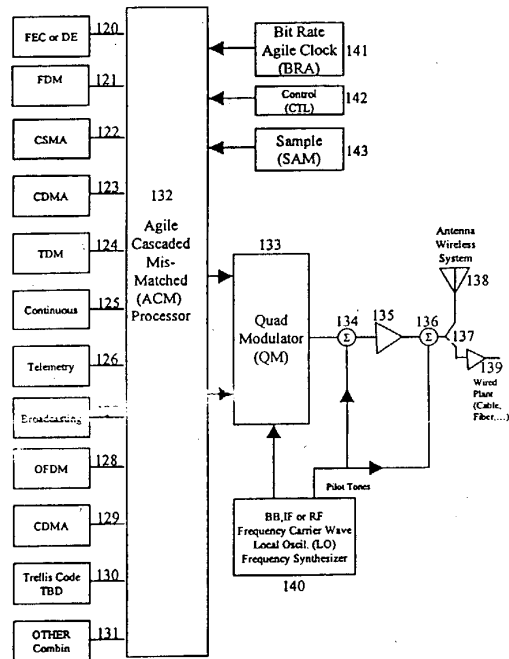 FEC or DE
120
FDM
121
CSMA
122
CDMA
123
TDM
124
Continuous
125
Telemetry
126
Broadcasting
OFDM
128
CDMA
129
Trellis Code
TBD
130
OTHER
Combin
131
132
Agile
Cascaded
Mis-
Matched
(ACM)
Processor
Bit Rate
Agile Clock
(BRA)
141
Control
(CTL)
142
Sample
(SAM)
143
133
Quad
Modulator
(QM)
134
Σ
135
136
Σ
137
Antenna
Wireless
System
138
139
Wired
Plant
(Cable,
Fiber,...)
Pilot Tones
BB,IF or RF
Frequency Carrier Wave
Local Oscil. (LO)
Frequency Synthesizer
140